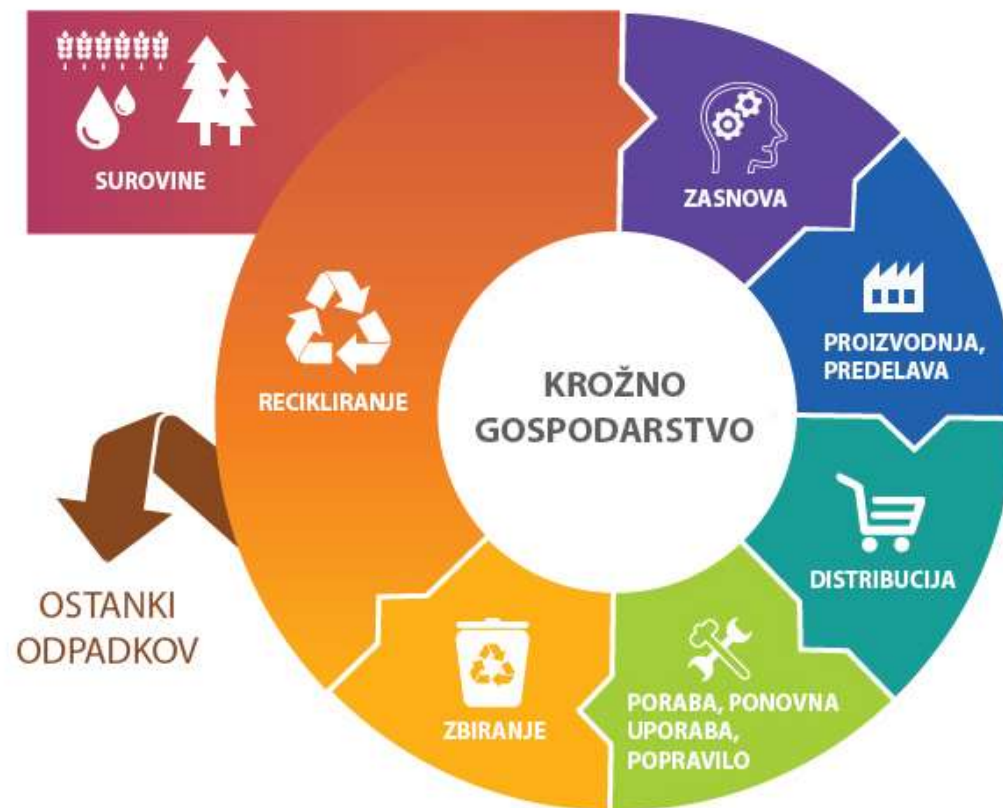 SUROVINE
ZASNOVA
PROIZVODNJA,
PREDELAVA
DISTRIBUCIJA
PORABA, PONOVNA
UPORABA,
POPRAVILO
ZBIRANJE
RECIKLIRANJE
OSTANKI
ODPADKOV
KROŽNO
GOSPODARSTVO